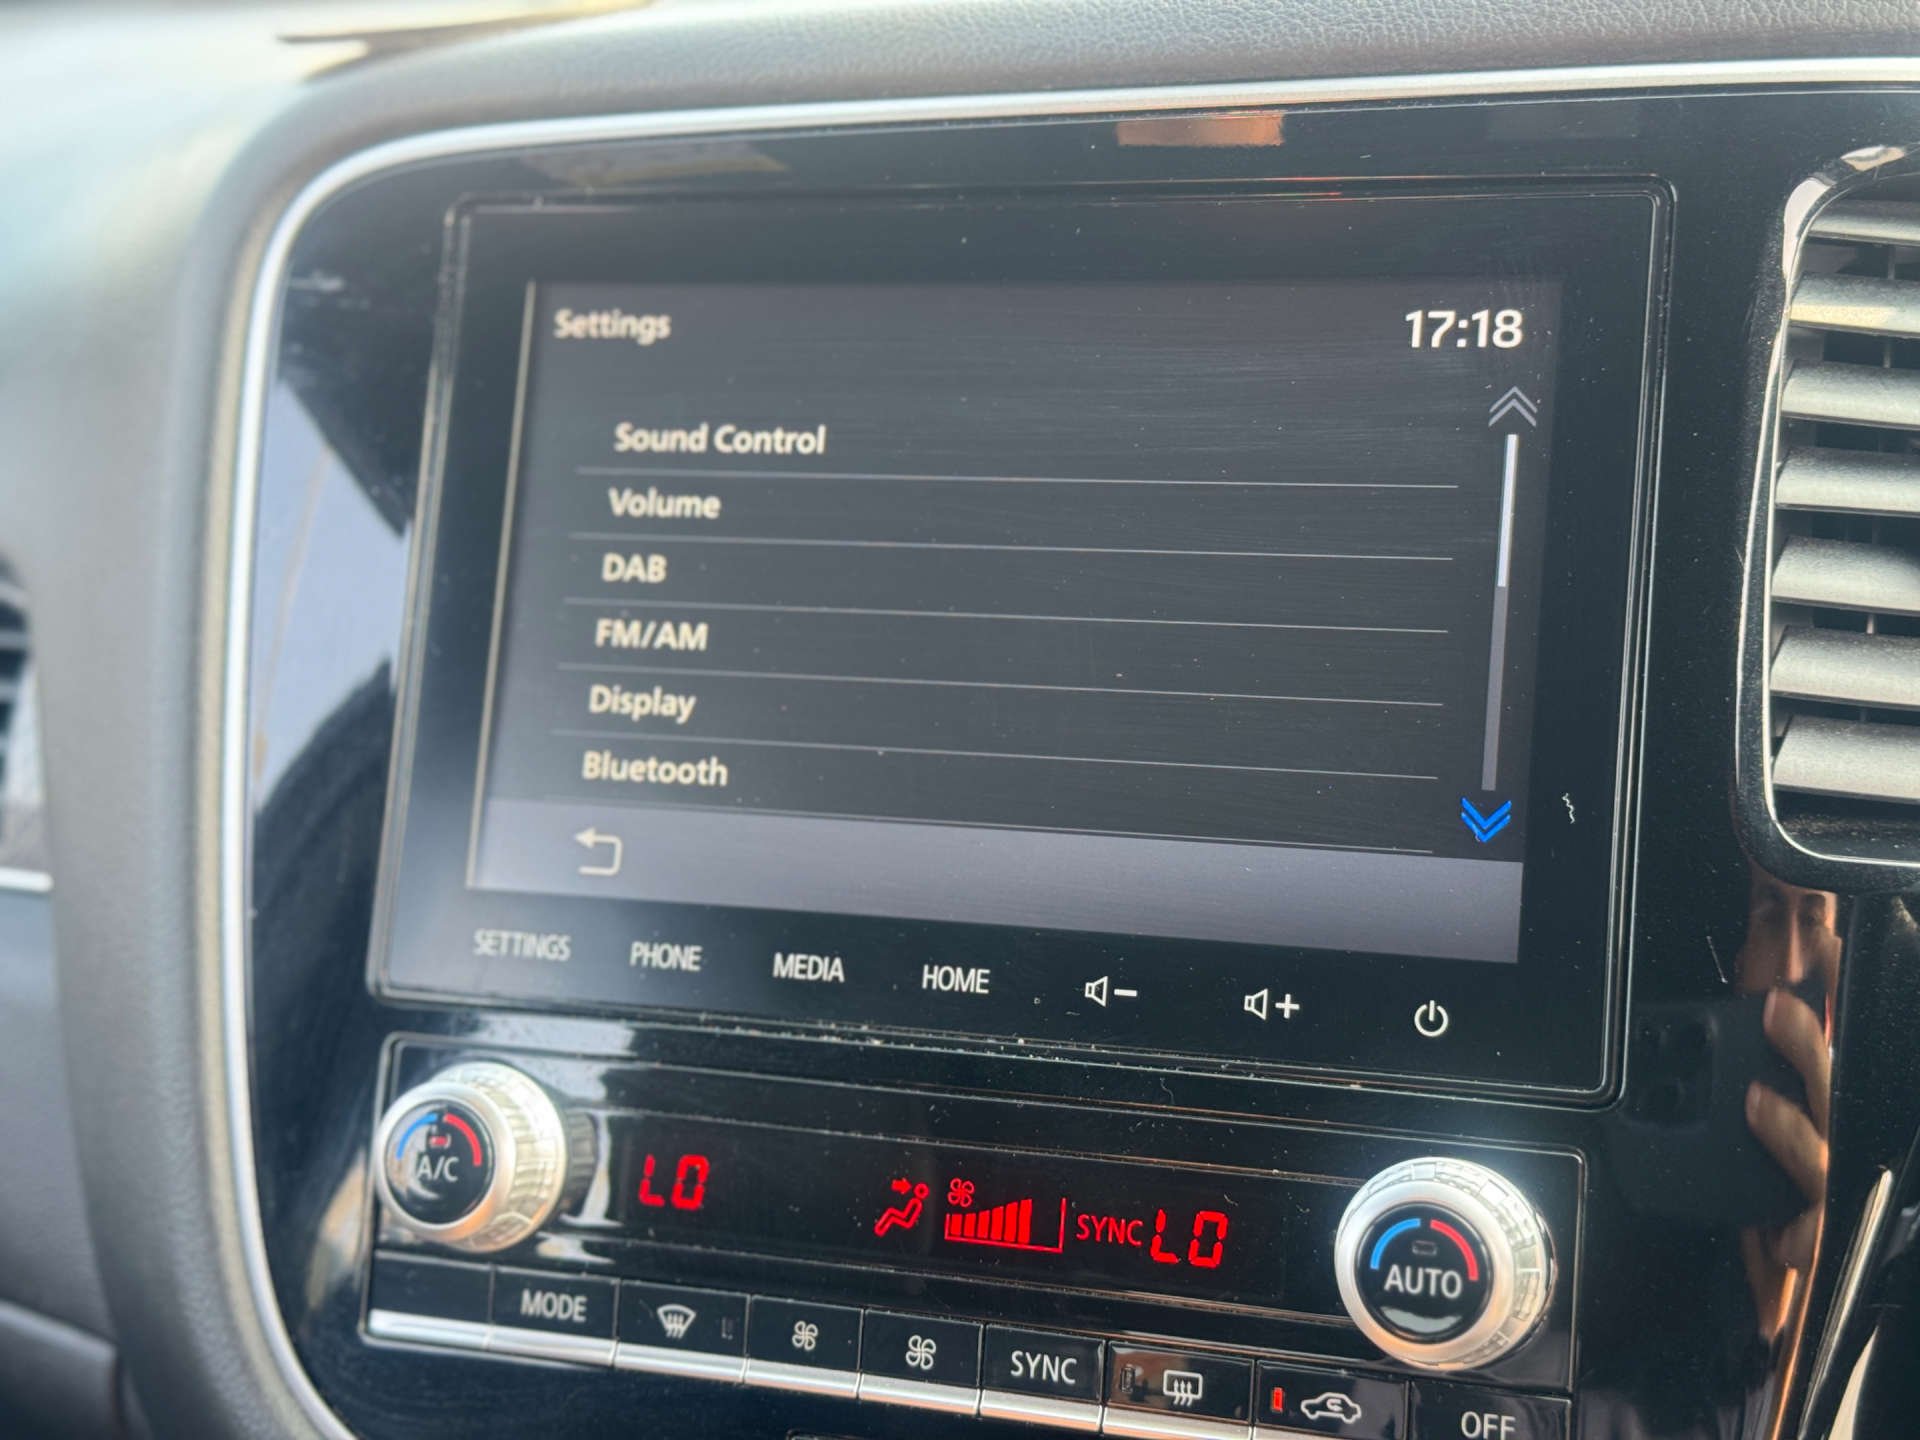 Settings
17:18
Sound Control
Volume
DAB
FM/AM
Display
Bluetooth
SETTINGS PHONE MEDIA HOME
A/C
LO
SYNC LO
AUTO
MODE
SYNC
OFF